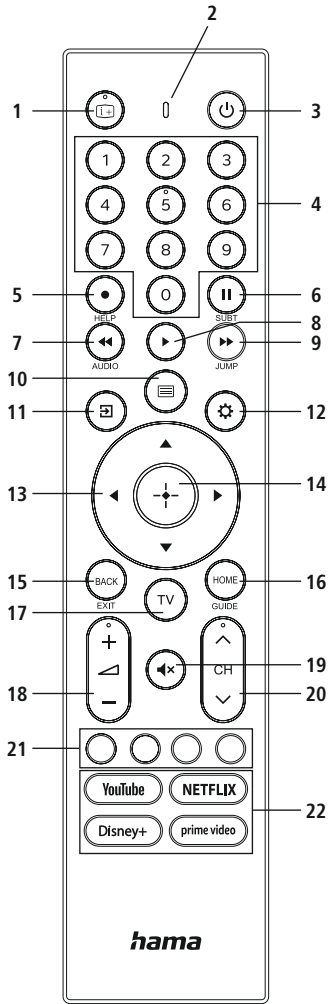 2
1
i+
3
1 2 3
4
4 5 6
7 8 9
5
0
6
HELP
SUBT
8
7
9
AUDIO
JUMP
10
11
12
13
14
15
BACK
HOME
16
EXIT
TV
GUIDE
17
+
CH
19
18
20
21
YouTube
NETFLIX
22
Disney+
prime video
hama